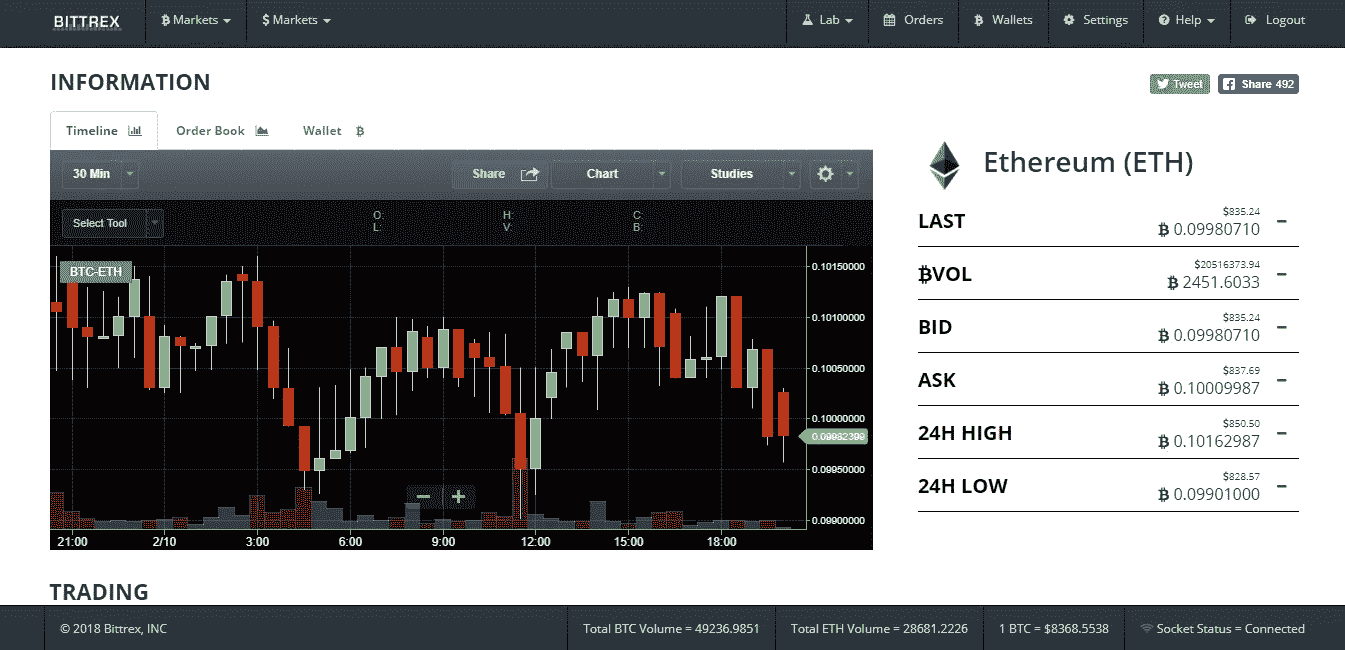 BITTREX
Ƀ Markets
$ Markets
Lab
Orders
Ƀ Wallets
Settings
Help
Logout
INFORMATION
Tweet
Share 492
Timeline
Order Book
Wallet Ƀ
30 Min
Share
Chart
Studies
Select Tool
O: H: C:
L: V: B:
BTC-ETH
0.10150000
0.10100000
0.10050000
0.10000000
0.09982399
0.09950000
0.09900000
− +
21:00 2/10 3:00 6:00 9:00 12:00 15:00 18:00
Ethereum (ETH)
LAST
$835.24
Ƀ 0.09980710
ɃVOL
$20516373.94
Ƀ 2451.6033
BID
$835.24
Ƀ 0.09980710
ASK
$837.69
Ƀ 0.10009987
24H HIGH
$850.50
Ƀ 0.10162987
24H LOW
$828.57
Ƀ 0.09901000
TRADING
© 2018 Bittrex, INC
Total BTC Volume = 49236.9851
Total ETH Volume = 28681.2226
1 BTC = $8368.5538
Socket Status = Connected